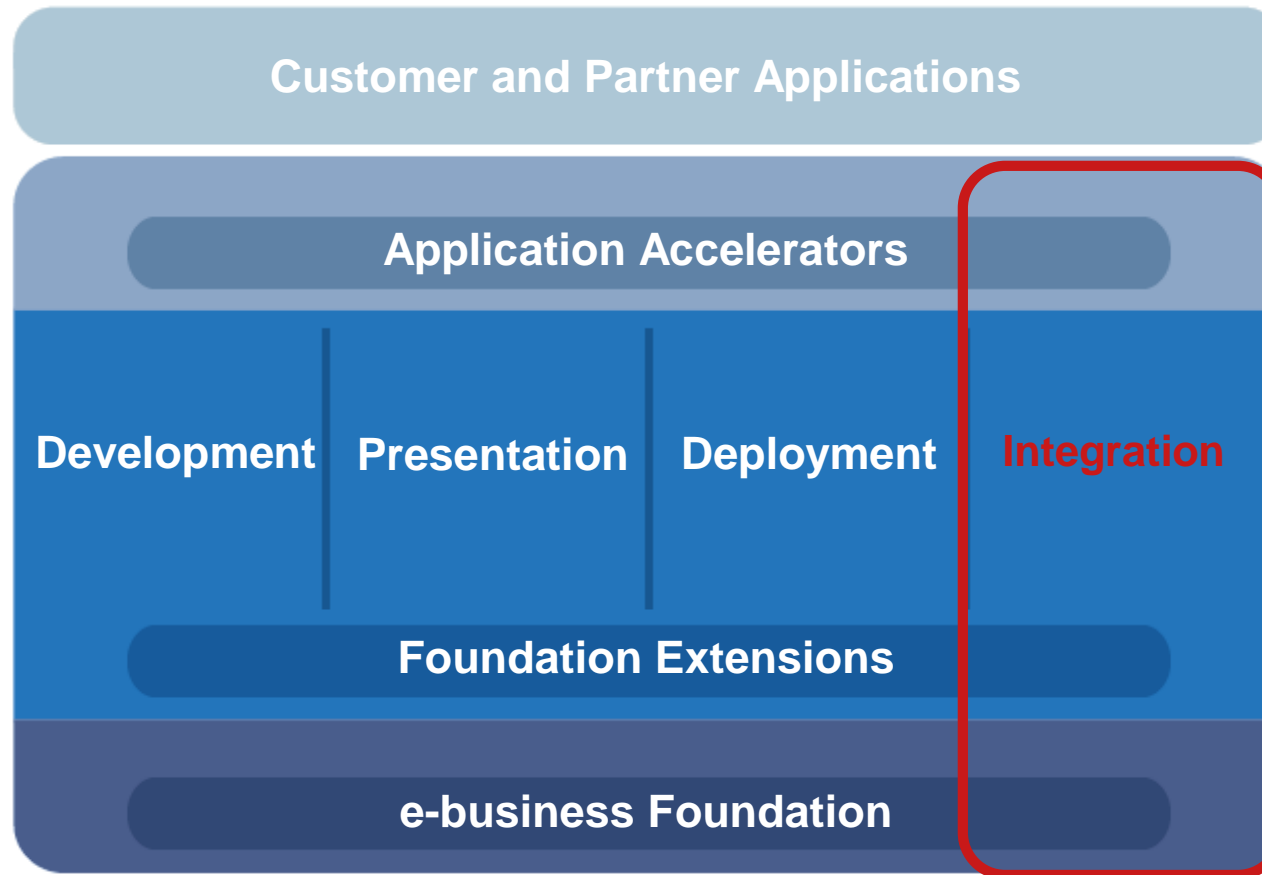 Customer and Partner Applications
Application Accelerators
Development
Presentation
Deployment
Integration
Foundation Extensions
e-business Foundation